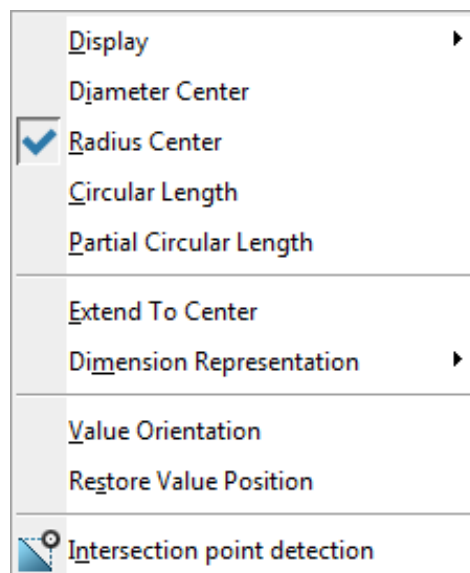 Display
Diameter Center
Radius Center
Circular Length
Partial Circular Length
Extend To Center
Dimension Representation
Value Orientation
Restore Value Position
Intersection point detection